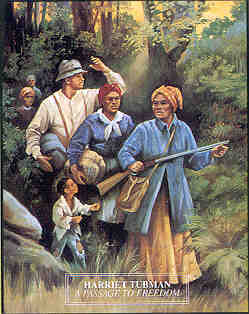 HARRIET TUBMAN
A PASSAGE TO FREEDOM